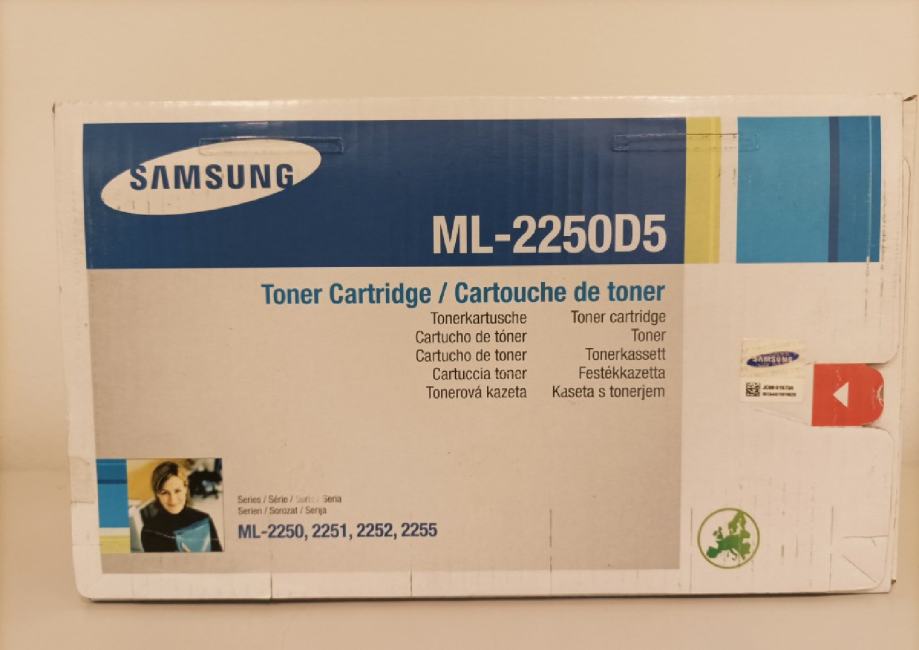 SAMSUNG
ML-2250D5
Toner Cartridge / Cartouche de toner
Tonerkartusche Toner cartridge
Cartucho de tóner Toner
Cartucho de toner Tonerkassett
Cartuccia toner Festékkazetta
Tonerová kazeta Kaseta s tonerjem
SAMSUNG
Series / Série / Seria
Serien / Sorozat / Serija
ML-2250, 2251, 2252, 2255